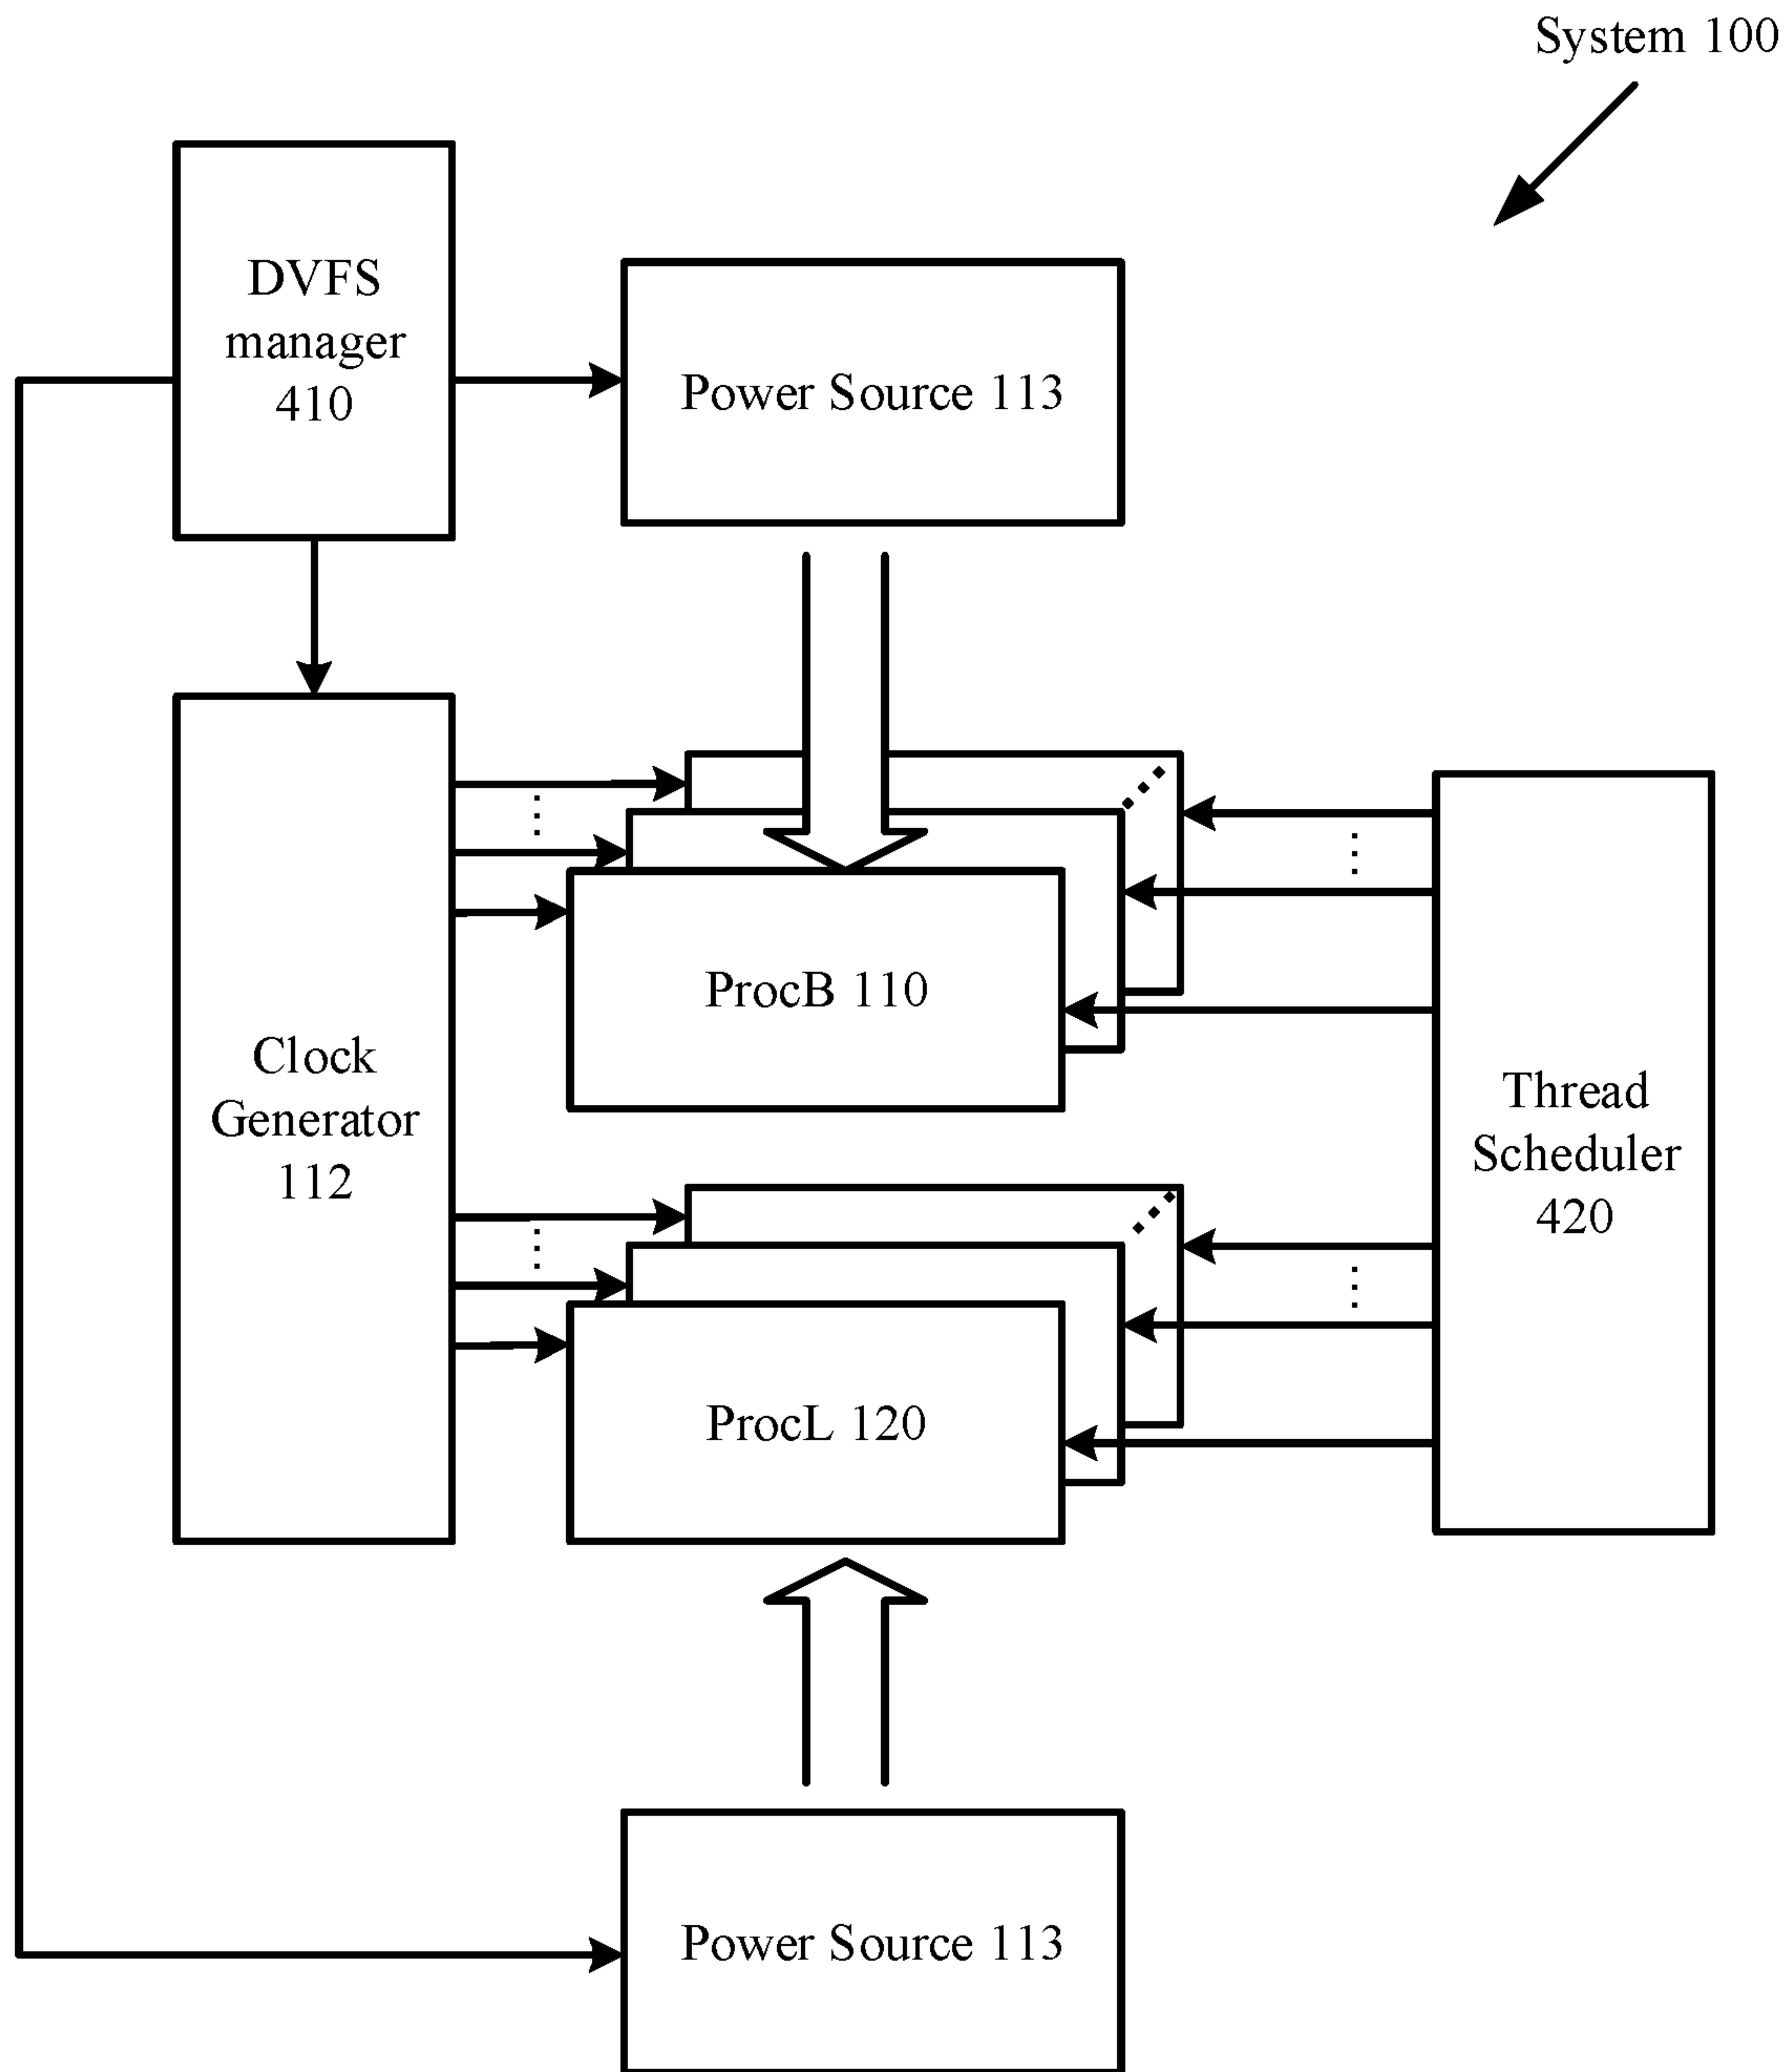 System 100
DVFS
manager
410
Power Source 113
Clock
Generator
112
ProcB 110
Thread
Scheduler
420
ProcL 120
Power Source 113